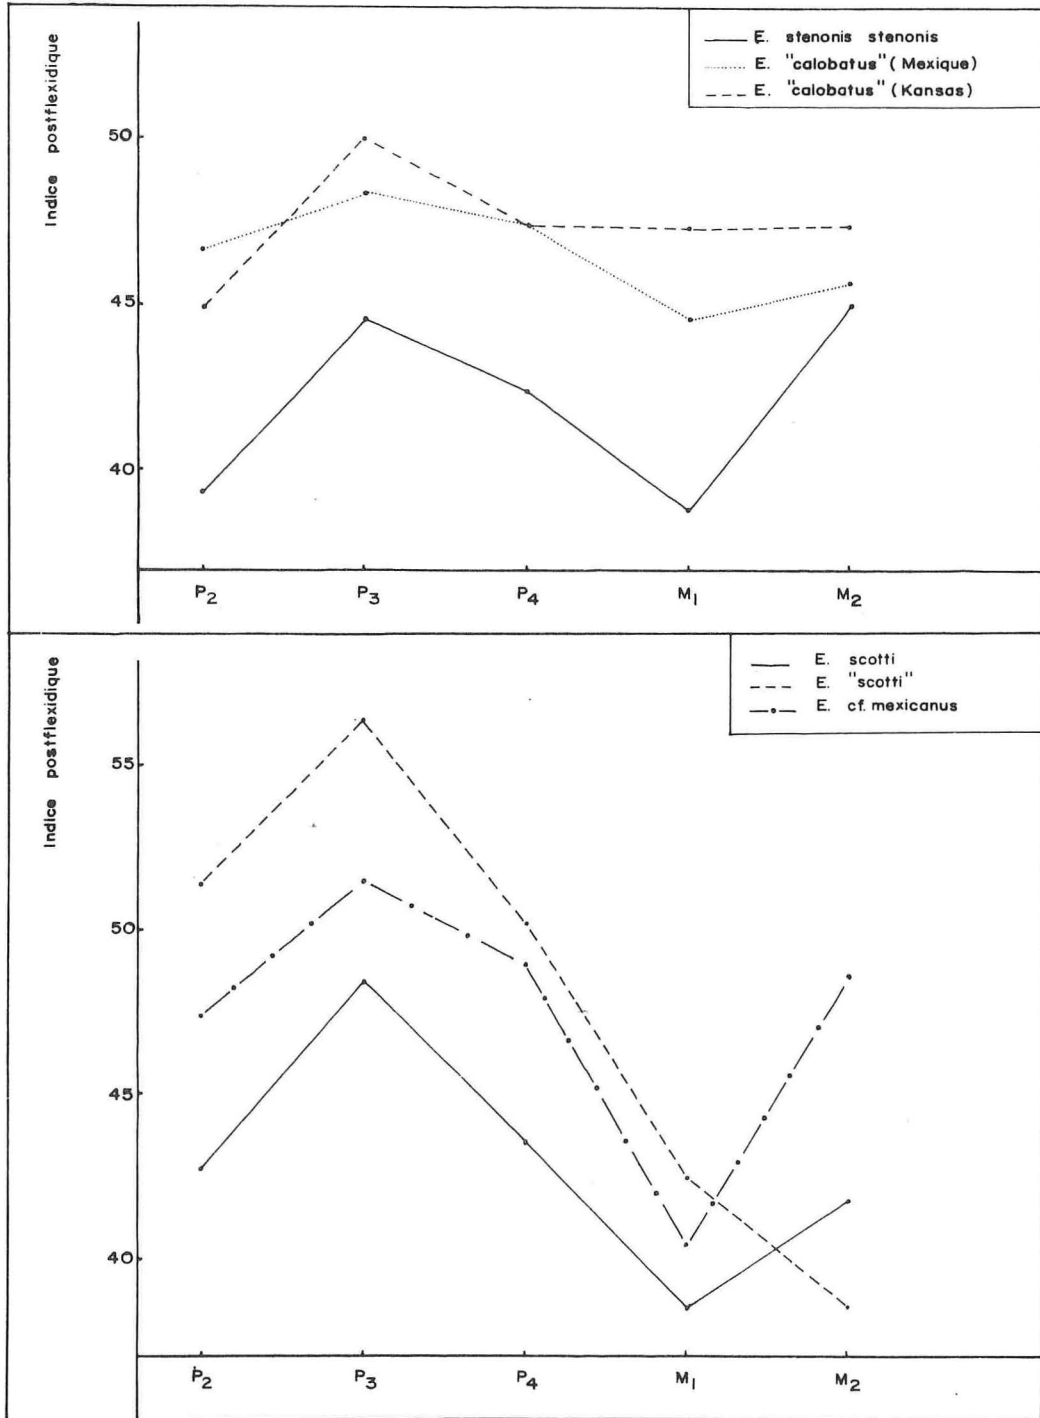 Indice postflexidique
E. stenonis stenonis
E. "calobatus" (Mexique)
E. "calobatus" (Kansas)
50
45
40
P2 P3 P4 M1 M2
Indice postflexidique
E. scotti
E. "scotti"
E. cf. mexicanus
55
50
45
40
P2 P3 P4 M1 M2